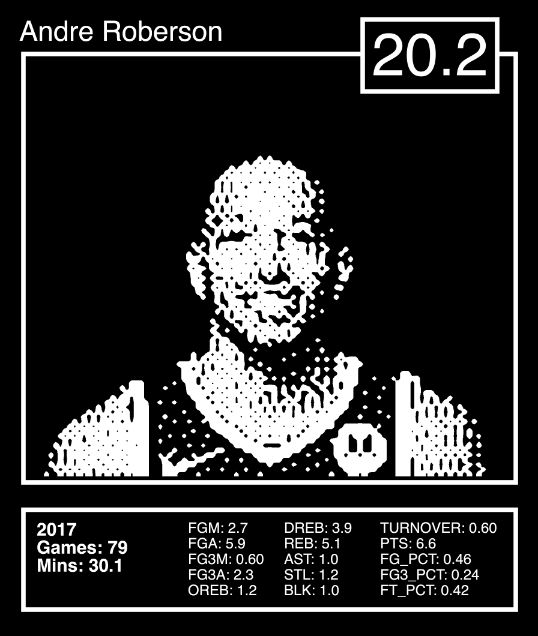 Andre Roberson
20.2
2017
Games: 79
Mins: 30.1
FGM: 2.7
FGA: 5.9
FG3M: 0.60
FG3A: 2.3
OREB: 1.2
DREB: 3.9
REB: 5.1
AST: 1.0
STL: 1.2
BLK: 1.0
TURNOVER: 0.60
PTS: 6.6
FG_PCT: 0.46
FG3_PCT: 0.24
FT_PCT: 0.42